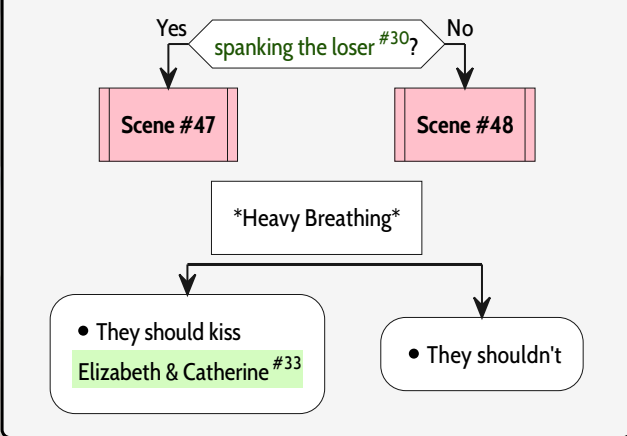 Yes
No
spanking the loser #30?
Scene #47
Scene #48
*Heavy Breathing*
• They should kiss
Elizabeth & Catherine #33
• They shouldn't